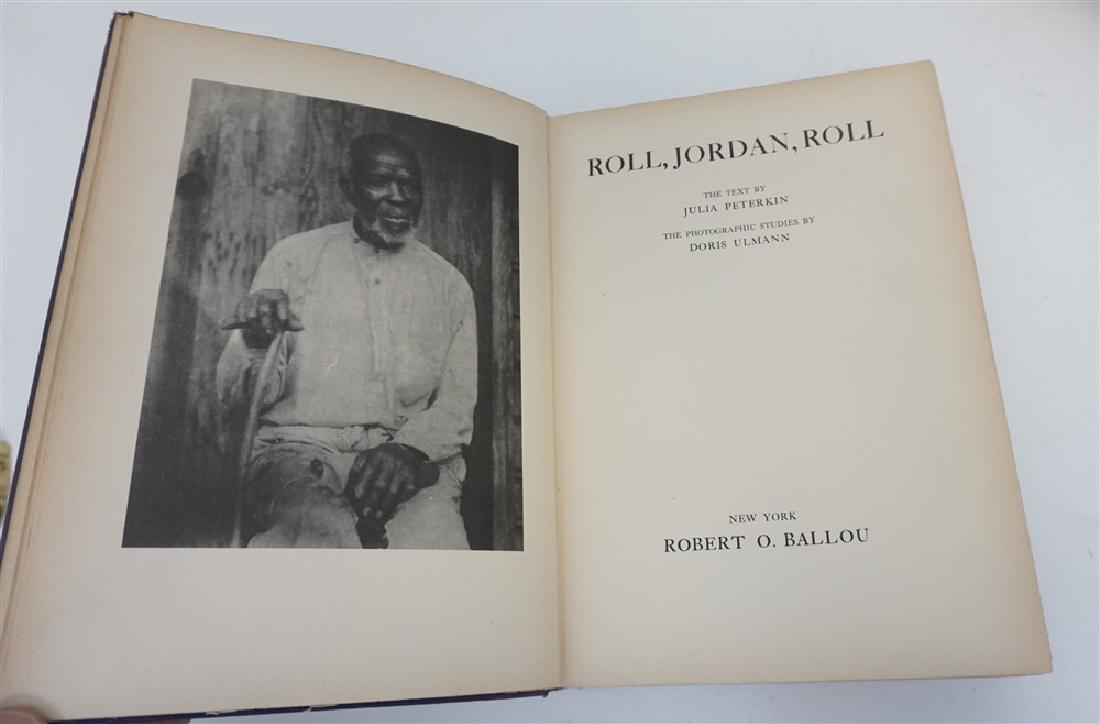 ROLL, JORDAN, ROLL
THE TEXT BY
JULIA PETERKIN
THE PHOTOGRAPHIC STUDIES BY
DORIS ULMANN
NEW YORK
ROBERT O. BALLOU